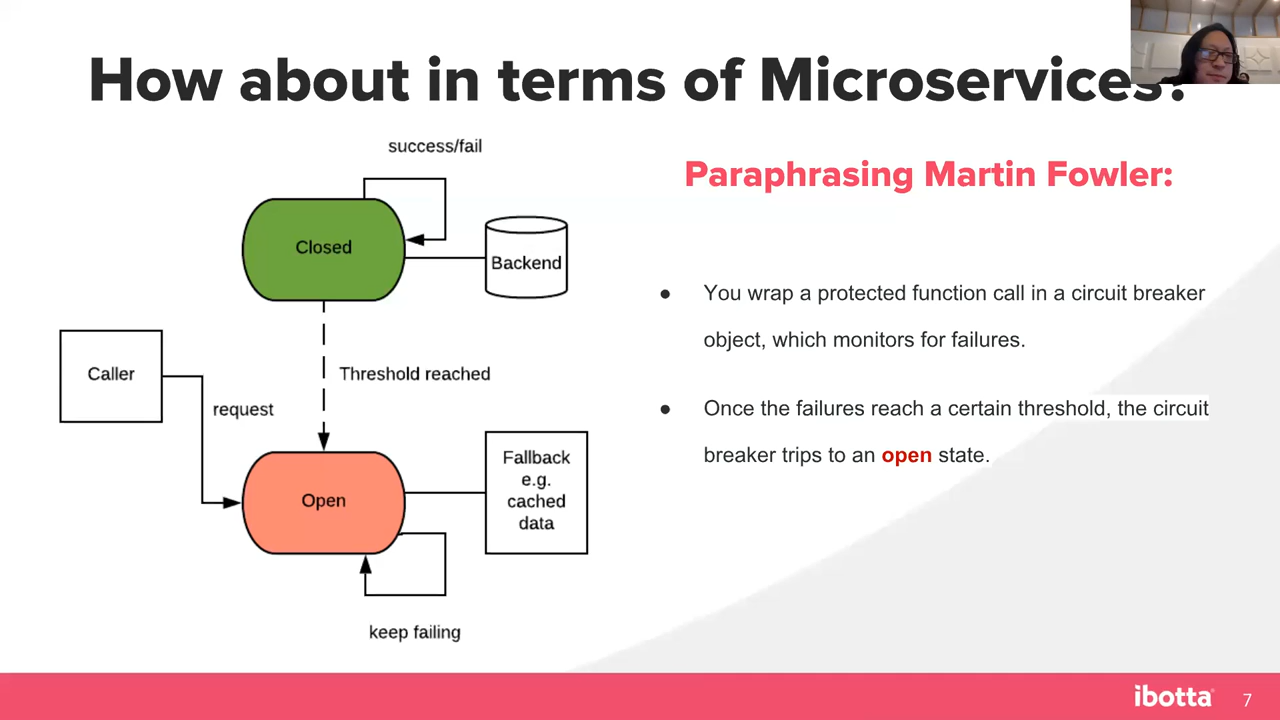 How about in terms of Microservices?
success/fail
Closed
Backend
Caller
Threshold reached
request
Open
Fallback
e.g.
cached
data
keep failing
Paraphrasing Martin Fowler:
● You wrap a protected function call in a circuit breaker
object, which monitors for failures.
● Once the failures reach a certain threshold, the circuit
breaker trips to an open state.
ibotta
7